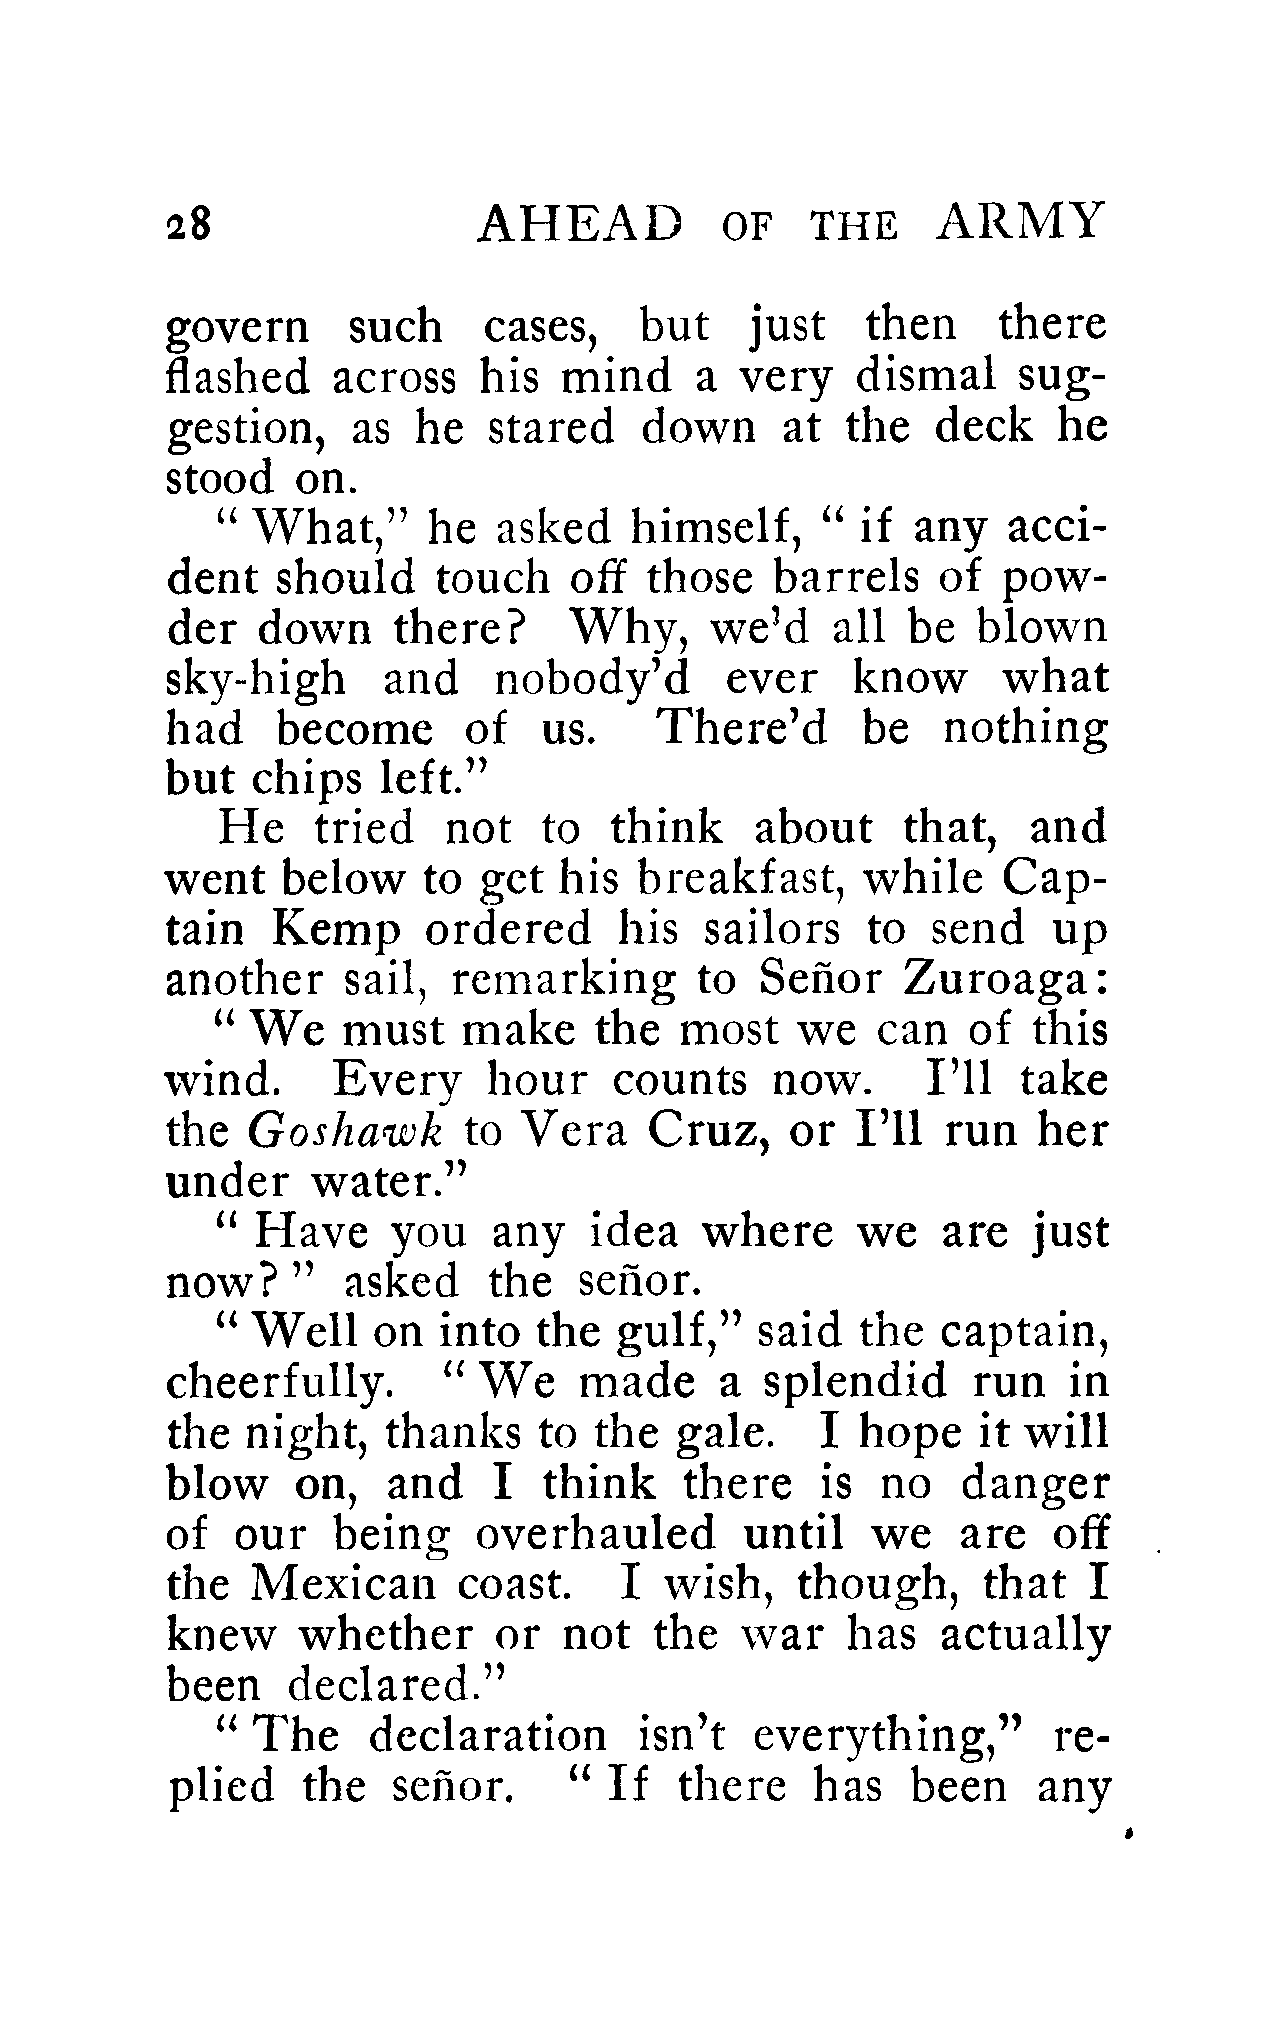 28 AHEAD OF THE ARMY
govern such cases, but just then there
flashed across his mind a very dismal sug-
gestion, as he stared down at the deck he
stood on.
“ What,” he asked himself, “ if any acci-
dent should touch off those barrels of pow-
der down there? Why, we’d all be blown
sky-high and nobody’d ever know what
had become of us. There’d be nothing
but chips left.”
He tried not to think about that, and
went below to get his breakfast, while Cap-
tain Kemp ordered his sailors to send up
another sail, remarking to Señor Zuroaga:
“ We must make the most we can of this
wind. Every hour counts now. I’ll take
the Goshawk to Vera Cruz, or I’ll run her
under water.”
“ Have you any idea where we are just
now? ” asked the señor.
“ Well on into the gulf,” said the captain,
cheerfully. “ We made a splendid run in
the night, thanks to the gale. I hope it will
blow on, and I think there is no danger
of our being overhauled until we are off
the Mexican coast. I wish, though, that I
knew whether or not the war has actually
been declared.”
“ The declaration isn’t everything,” re-
plied the señor. “ If there has been any